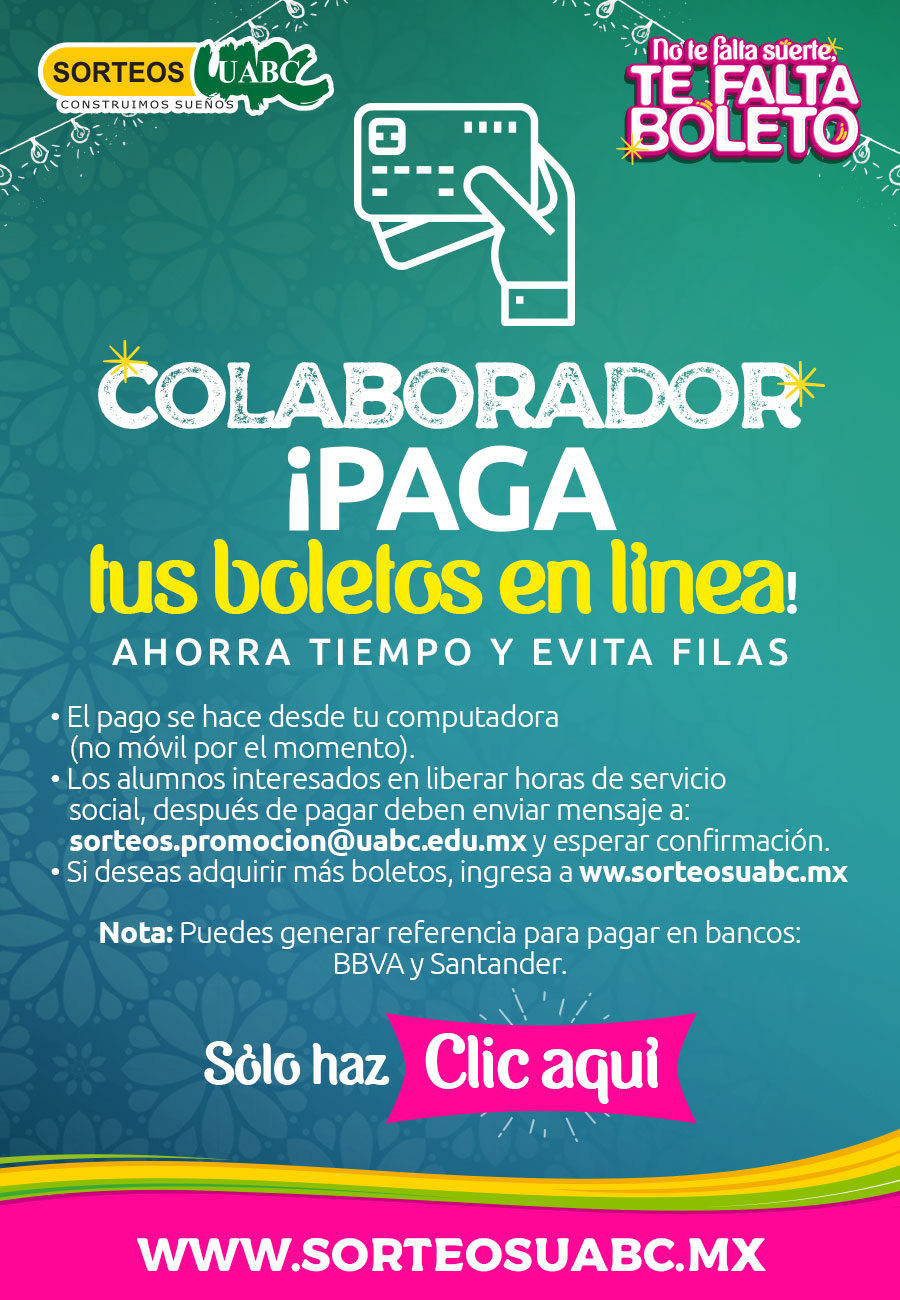 SORTEOS UABC
CONSTRUIMOS SUEÑOS
No te falta suerte,
TE FALTA
BOLETO
COLABORADOR
¡PAGA
tus boletos en línea!
AHORRA TIEMPO Y EVITA FILAS
• El pago se hace desde tu computadora
(no móvil por el momento).
• Los alumnos interesados en liberar horas de servicio
social, después de pagar deben enviar mensaje a:
sorteos.promocion@uabc.edu.mx y esperar confirmación.
• Si deseas adquirir más boletos, ingresa a ww.sorteosuabc.mx
Nota: Puedes generar referencia para pagar en bancos:
BBVA y Santander.
Sólo haz Clic aquí
WWW.SORTEOSUABC.MX